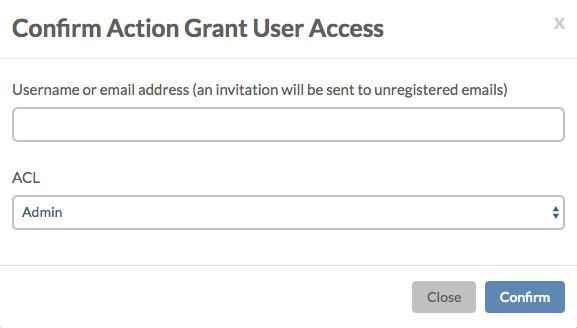 Confirm Action Grant User Access
x
Username or email address (an invitation will be sent to unregistered emails)
ACL
Admin
Close
Confirm